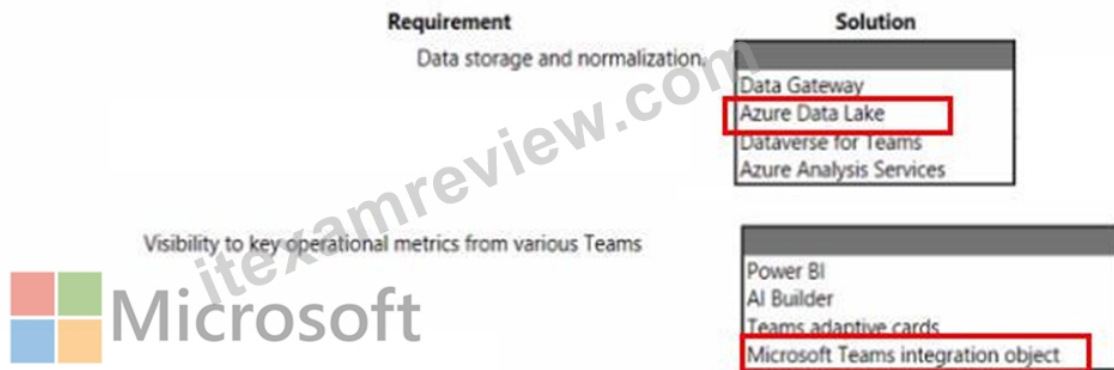 Requirement Solution
Data storage and normalization.
Data Gateway
Azure Data Lake
Dataverse for Teams
Azure Analysis Services
Visibility to key operational metrics from various Teams
Power BI
AI Builder
Teams adaptive cards
Microsoft Teams integration object
Microsoft
itexamreview.com